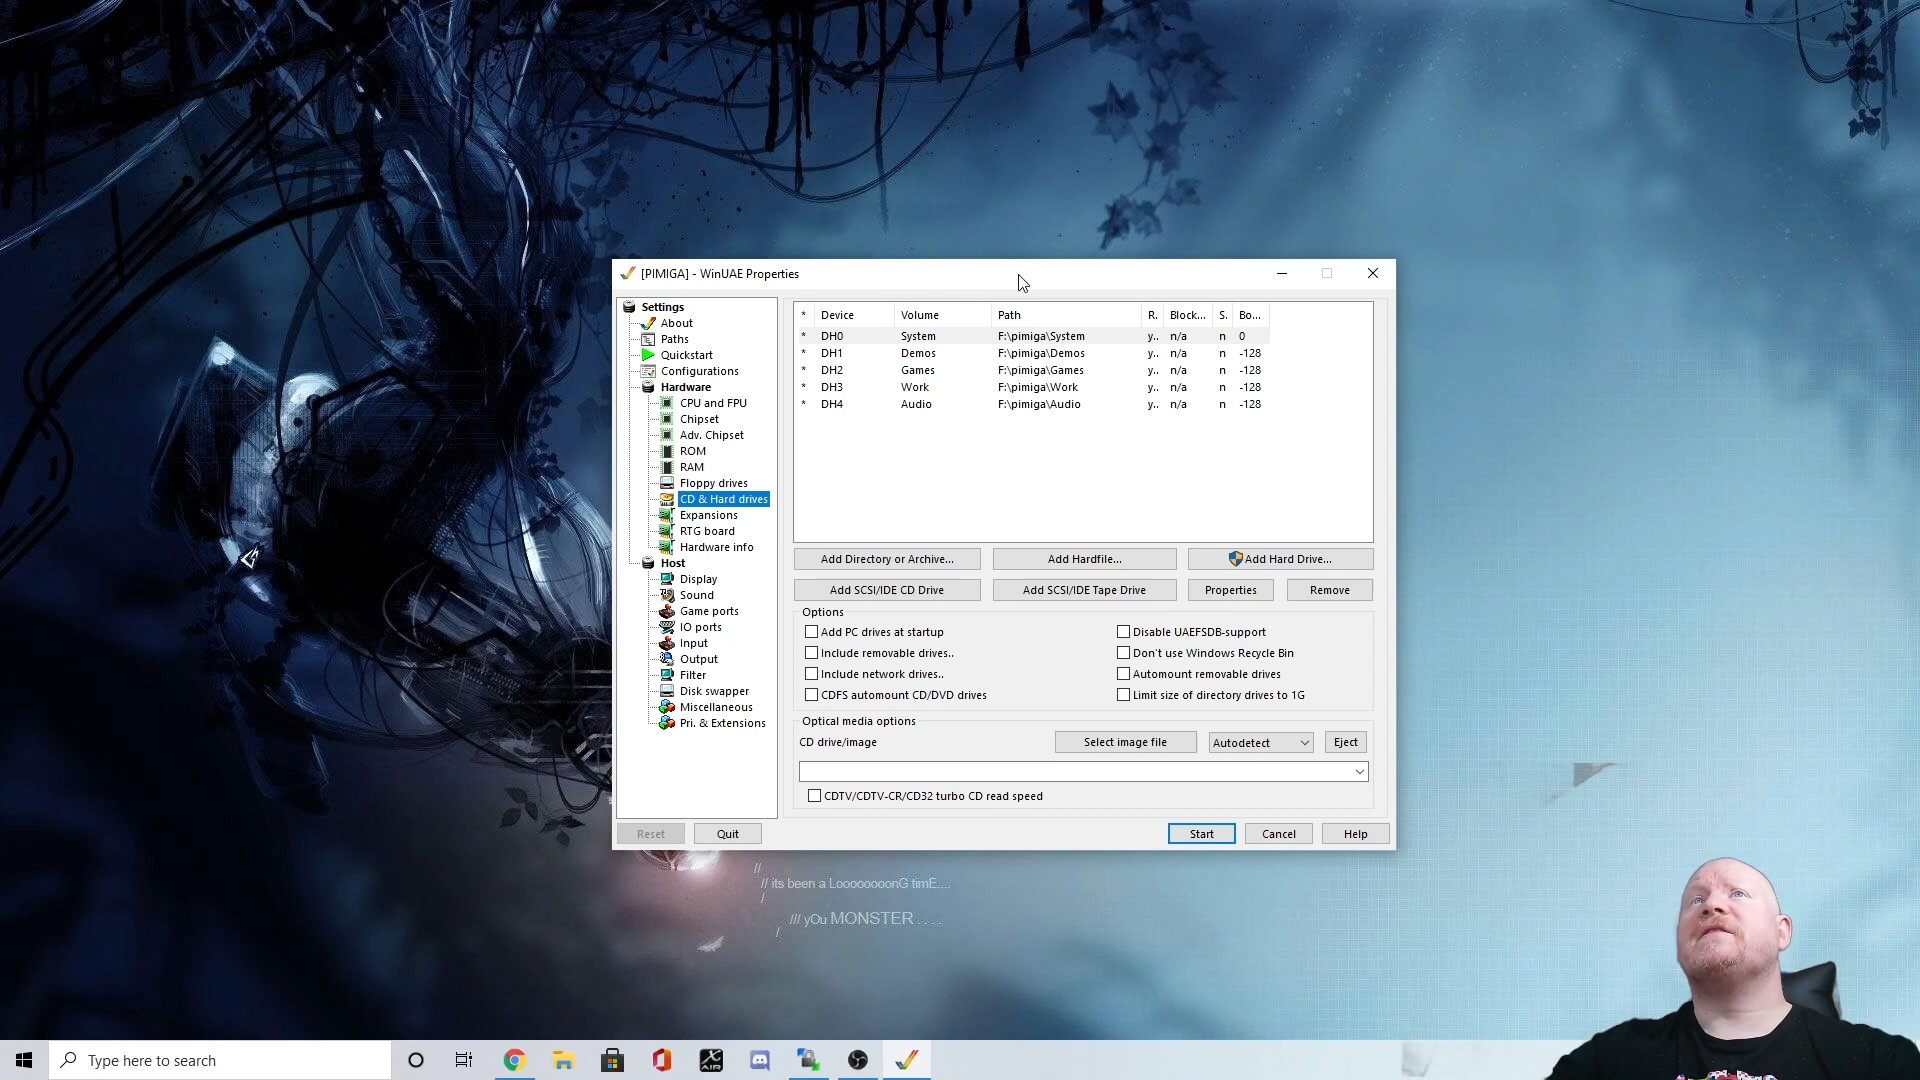 [PIMIGA] - WinUAE Properties
Settings
About
Paths
Quickstart
Configurations
Hardware
CPU and FPU
Chipset
Adv. Chipset
ROM
RAM
Floppy drives
CD & Hard drives
Expansions
RTG board
Hardware info
Host
Display
Sound
Game ports
IO ports
Input
Output
Filter
Disk swapper
Miscellaneous
Pri. & Extensions
* Device Volume Path R. Block... S. Bo...
* DH0 System F:\pimiga\System y.. n/a n 0
* DH1 Demos F:\pimiga\Demos y.. n/a n -128
* DH2 Games F:\pimiga\Games y.. n/a n -128
* DH3 Work F:\pimiga\Work y.. n/a n -128
* DH4 Audio F:\pimiga\Audio y.. n/a n -128
Add Directory or Archive... Add Hardfile... Add Hard Drive...
Add SCSI/IDE CD Drive Add SCSI/IDE Tape Drive Properties Remove
Options
Add PC drives at startup Disable UAEFSDB-support
Include removable drives.. Don't use Windows Recycle Bin
Include network drives.. Automount removable drives
CDFS automount CD/DVD drives Limit size of directory drives to 1G
Optical media options
CD drive/image Select image file Autodetect Eject
CDTV/CDTV-CR/CD32 turbo CD read speed
Reset Quit Start Cancel Help
//
// its been a LoooooooonG timE....
/
/// yOu MONSTER . . . .
/
Type here to search
AIR